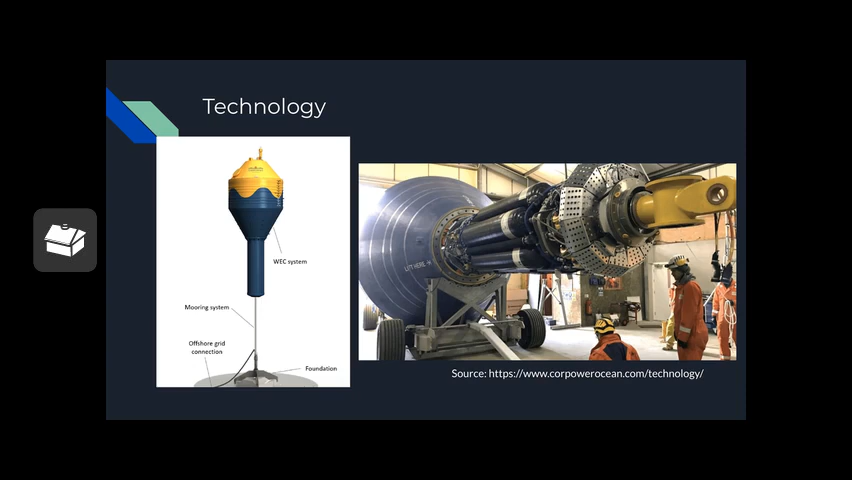 Technology
WEC system
Mooring system
Offshore grid
connection
Foundation
LIFT HERE
Source: https://www.corpowerocean.com/technology/